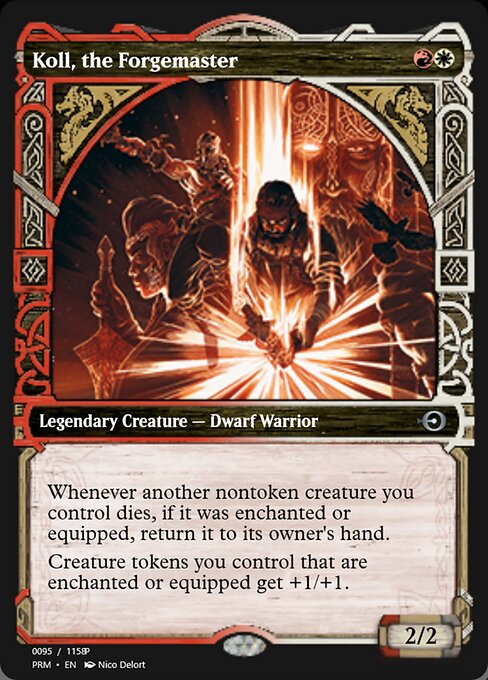 Koll, the Forgemaster
Legendary Creature — Dwarf Warrior
Whenever another nontoken creature you
control dies, if it was enchanted or
equipped, return it to its owner's hand.
Creature tokens you control that are
enchanted or equipped get +1/+1.
2/2
0095 / 1158P
PRM • EN Nico Delort